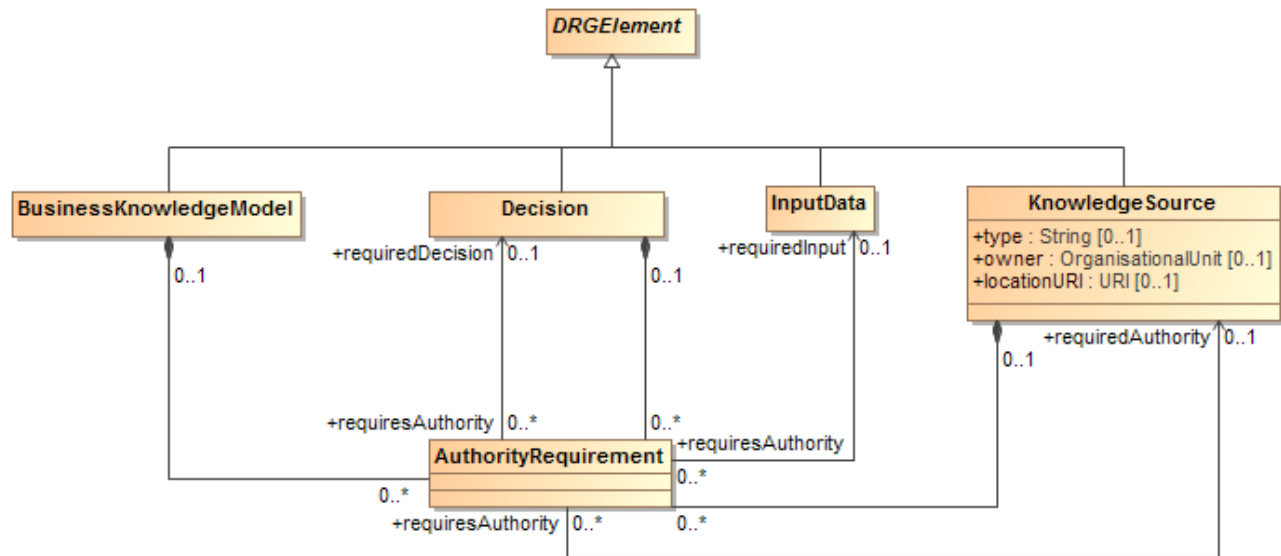 DRGElement
BusinessKnowledgeModel
Decision
InputData
KnowledgeSource
+type : String [0..1]
+owner : OrganisationalUnit [0..1]
+locationURI : URI [0..1]
+requiredDecision 0..1
+requiredInput 0..1
0..1
0..1
+requiredAuthority 0..1
0..1
+requiresAuthority 0..*
0..*
+requiresAuthority
AuthorityRequirement
0..*
0..*
+requiresAuthority 0..*
0..*